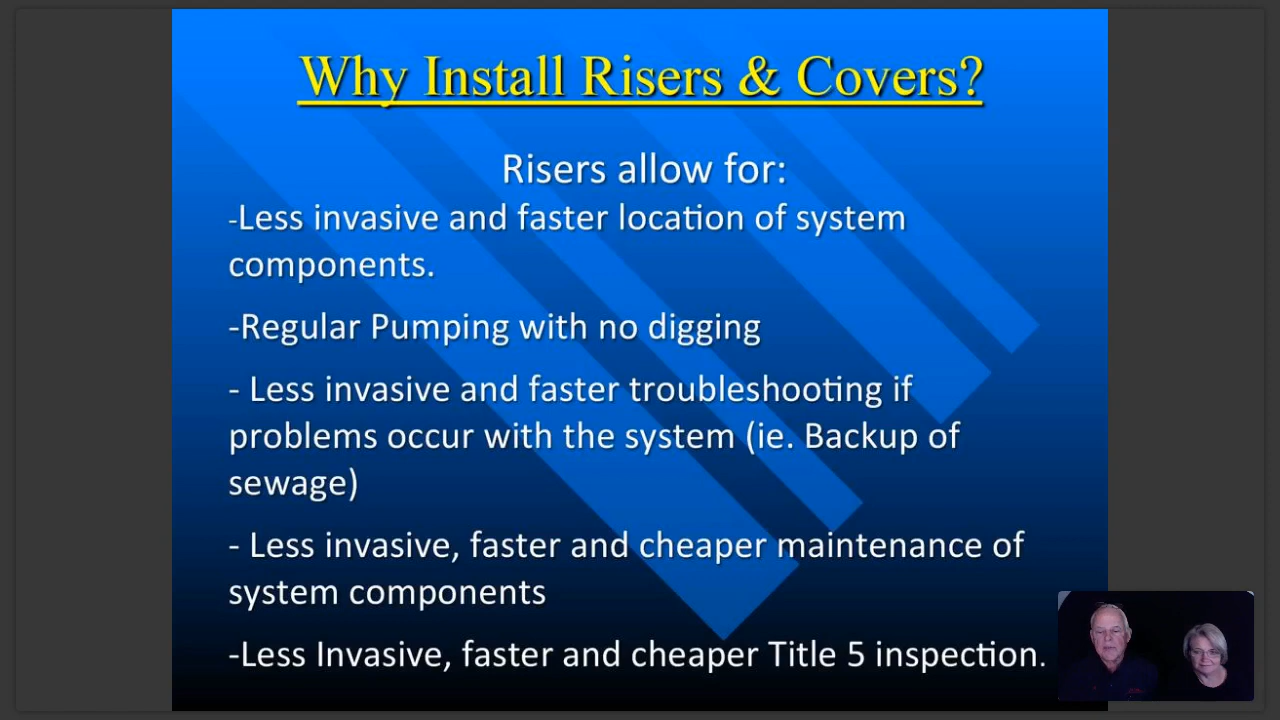 Why Install Risers & Covers?
Risers allow for:
-Less invasive and faster location of system
components.
-Regular Pumping with no digging
- Less invasive and faster troubleshooting if
problems occur with the system (ie. Backup of
sewage)
- Less invasive, faster and cheaper maintenance of
system components
-Less Invasive, faster and cheaper Title 5 inspection.